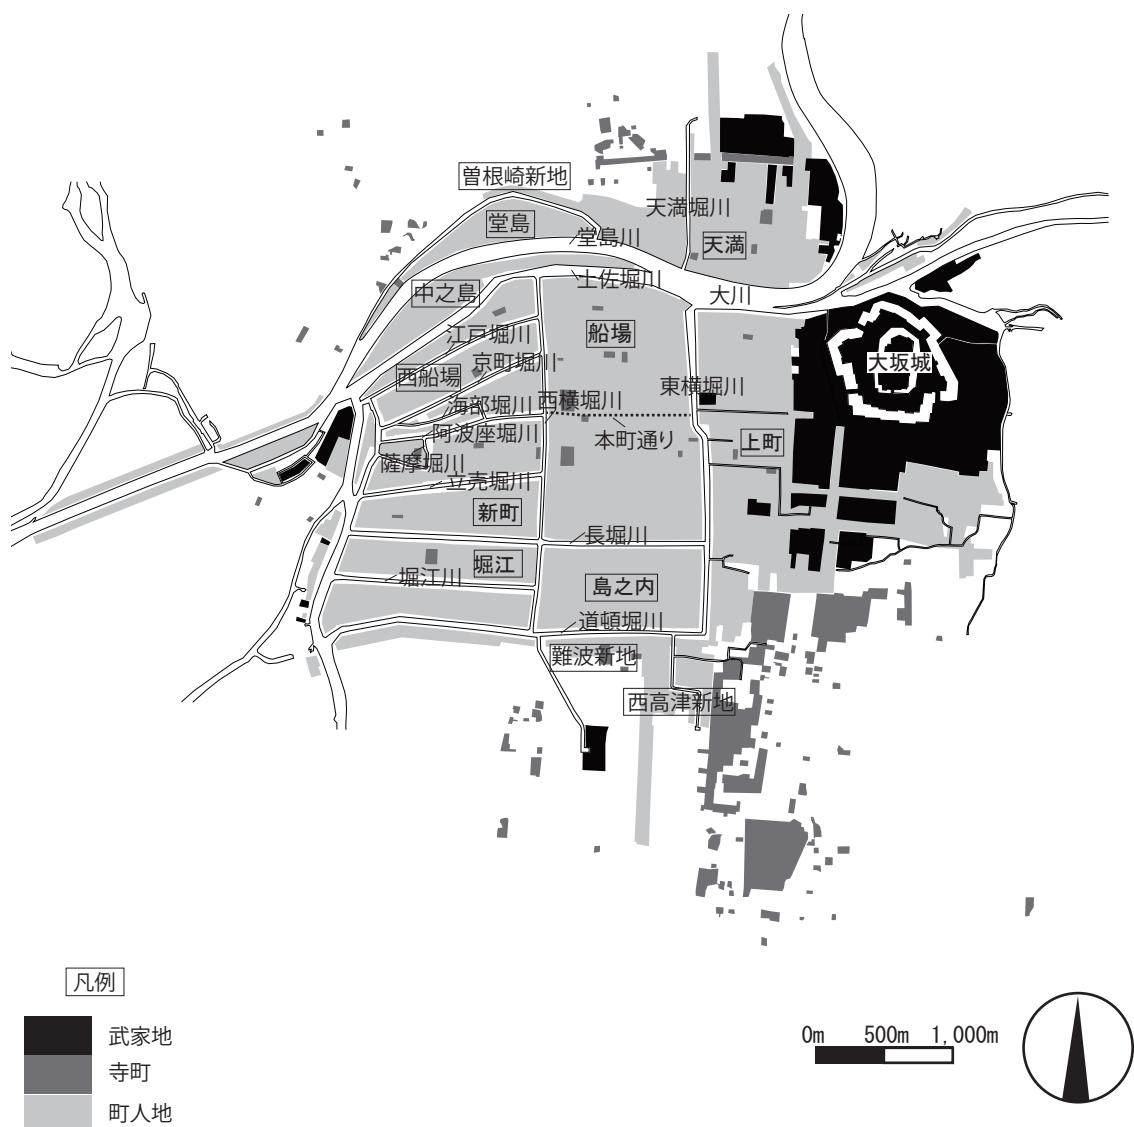 曽根崎新地
天満堀川
堂島
堂島川
天満
土佐堀川
中之島
大川
江戸堀川
船場
京町堀川
大坂城
西船場
東横堀川
海部堀川
西横堀川
阿波座堀川
本町通り
上町
薩摩堀川
立売堀川
新町
長堀川
堀江
堀江川
島之内
道頓堀川
難波新地
西高津新地
凡例
武家地
寺町
町人地
0m 500m 1,000m